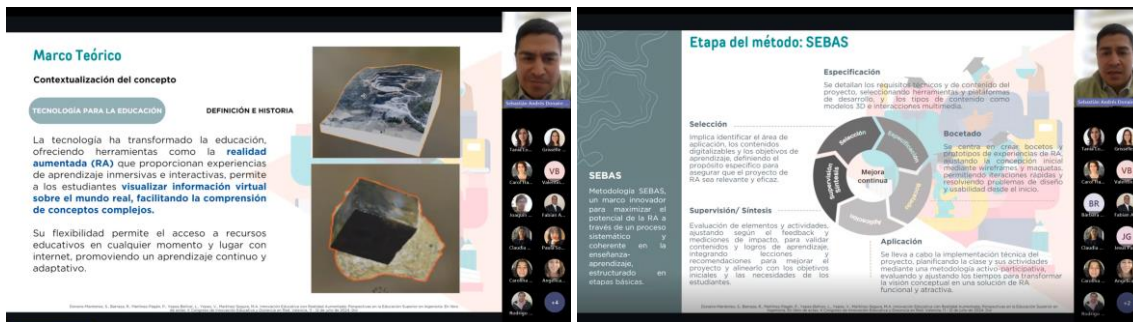 Marco Teórico
Contextualización del concepto
TECNOLOGÍA PARA LA EDUCACIÓN
DEFINICIÓN E HISTORIA
La tecnología ha transformado la educación,
ofreciendo herramientas como la realidad
aumentada (RA) que proporcionan experiencias
de aprendizaje inmersivas e interactivas, permite
a los estudiantes visualizar información virtual
sobre el mundo real, facilitando la comprensión
de conceptos complejos.
Su flexibilidad permite el acceso a recursos
educativos en cualquier momento y lugar con
internet, promoviendo un aprendizaje continuo y
adaptativo.
VB
+4
Etapa del método: SEBAS
SEBAS
Metodología SEBAS,
un marco innovador
para maximizar el
potencial de la RA a
través de un proceso
sistemático y
coherente en la
enseñanza-
aprendizaje,
estructurado en
etapas básicas.
Especificación
Se detallan los requisitos técnicos y de contenido del
proyecto, seleccionando herramientas y plataformas
de desarrollo, y los tipos de contenido como
modelos 3D e interacciones multimedia.
Selección
Implica identificar el área de
aplicación, los contenidos
digitalizables y los objetivos de
aprendizaje, definiendo el
propósito específico para
asegurar que el proyecto de
RA sea relevante y eficaz.
Bocetado
Se centra en crear bocetos y
prototipos de experiencias de RA,
ajustando la concepción inicial
mediante wireframes y maquetas,
permitiendo iteraciones rápidas y
resolviendo problemas de diseño
y usabilidad desde el inicio.
Selección
Especificación
Bocetado
Aplicación
Supervisión
Síntesis
Mejora
continua
Supervisión/ Síntesis
Evaluación de elementos y actividades,
ajustando según el feedback y
mediciones de impacto, para validar
contenidos y logros de aprendizaje,
integrando lecciones y
recomendaciones para mejorar el
proyecto y alinearlo con los objetivos
iniciales y las necesidades de los
estudiantes.
Aplicación
Se lleva a cabo la implementación técnica del
proyecto, planificando la clase y sus actividades
mediante una metodología activo-participativa,
evaluando y ajustando los tiempos para transformar
la visión conceptual en una solución de RA
funcional y atractiva.
VB
BR
JG
+2